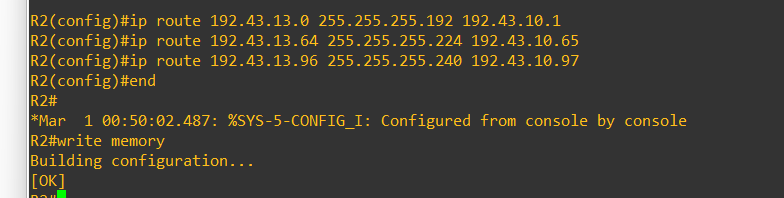 R2(config)#ip route 192.43.13.0 255.255.255.192 192.43.10.1
R2(config)#ip route 192.43.13.64 255.255.255.224 192.43.10.65
R2(config)#ip route 192.43.13.96 255.255.255.240 192.43.10.97
R2(config)#end
R2#
*Mar  1 00:50:02.487: %SYS-5-CONFIG_I: Configured from console by console
R2#write memory
Building configuration...
[OK]
R2#